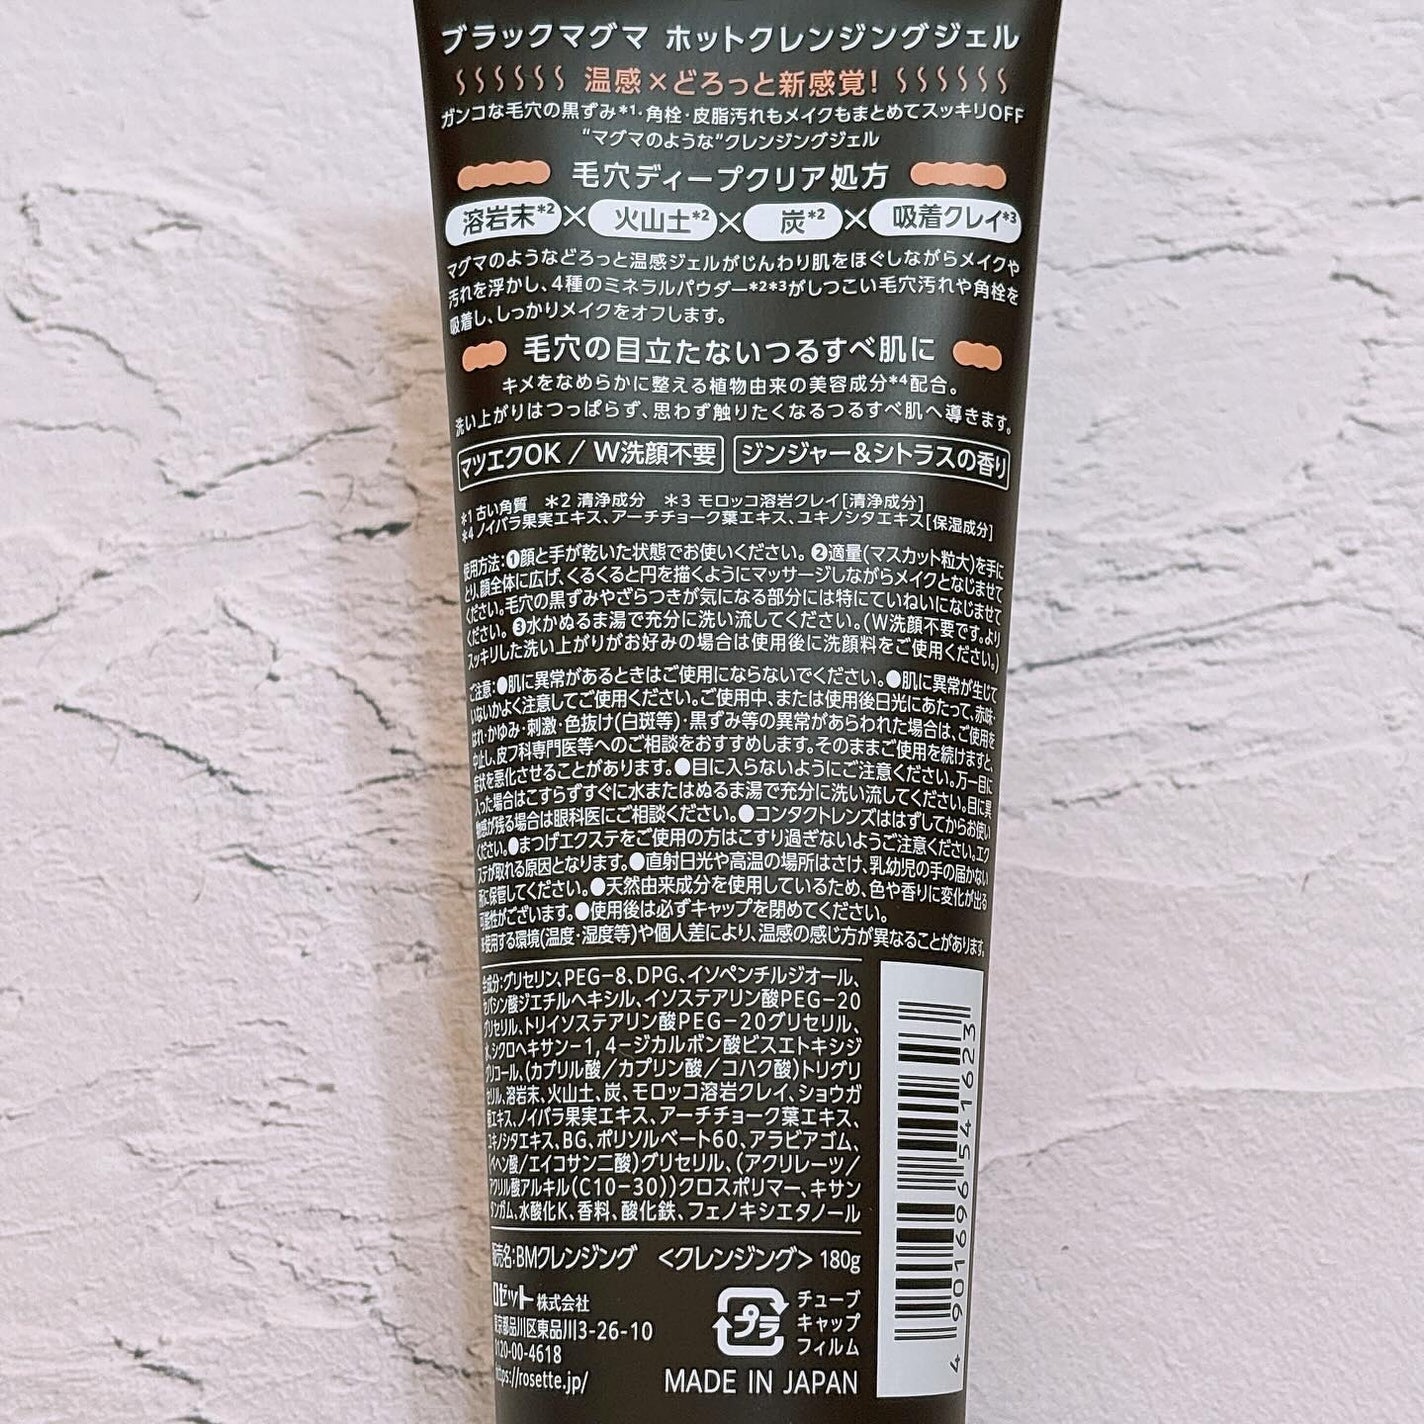 ブラックマグマ ホットクレンジングジェル
温感×どろっと新感覚!
ガンコな毛穴の黒ずみ*1・角栓・皮脂汚れもメイクもまとめてスッキリOFF
“マグマのような”クレンジングジェル
毛穴ディープクリア処方
溶岩末*2×火山土*2×炭*2×吸着クレイ*3
マグマのようなどろっと温感ジェルがじんわり肌をほぐしながらメイクや
汚れを浮かし、4種のミネラルパウダー*2*3がしつこい毛穴汚れや角栓を
吸着し、しっかりメイクをオフします。
毛穴の目立たないつるすべ肌に
キメをなめらかに整える植物由来の美容成分*4配合。
洗い上がりはつっぱらず、思わず触りたくなるつるすべ肌へ導きます。
マツエクOK / W洗顔不要 ジンジャー&シトラスの香り
*1 古い角質 *2 清浄成分 *3 モロッコ溶岩クレイ[清浄成分]
*4 ノイバラ果実エキス、アーチチョーク葉エキス、ユキノシタエキス[保湿成分]
使用方法:❶顔と手が乾いた状態でお使いください。❷適量(マスカット粒大)を手に
とり、顔全体に広げ、くるくると円を描くようにマッサージしながらメイクとなじませて
ください。毛穴の黒ずみやざらつきが気になる部分には特にていねいになじませて
ください。❸水かぬるま湯で充分に洗い流してください。(W洗顔不要です。より
スッキリした洗い上がりがお好みの場合は使用後に洗顔料をご使用ください。)
ご注意:●肌に異常があるときはご使用にならないでください。●肌に異常が生じて
いないかよく注意してご使用ください。ご使用中、または使用後日光にあたって、赤味・
はれ・かゆみ・刺激・色抜け(白斑等)・黒ずみ等の異常があらわれた場合は、ご使用を
中止し、皮フ科専門医等へのご相談をおすすめします。そのままご使用を続けますと、
症状を悪化させることがあります。●目に入らないようにご注意ください。万一目に
入った場合はこすらずすぐに水またはぬるま湯で充分に洗い流してください。目に異
物感が残る場合は眼科医にご相談ください。●コンタクトレンズははずしてからお使い
ください。●まつげエクステをご使用の方はこすり過ぎないようご注意ください。エク
ステが取れる原因となります。●直射日光や高温の場所はさけ、乳幼児の手の届かない
所に保管してください。●天然由来成分を使用しているため、色や香りに変化が出る
可能性がございます。●使用後は必ずキャップを閉めてください。
※使用する環境(温度・湿度等)や個人差により、温感の感じ方が異なることがあります。
全成分:グリセリン、PEG−8、DPG、イソペンチルジオール、
セバシン酸ジエチルヘキシル、イソステアリン酸PEG−20
グリセリル、トリイソステアリン酸PEG−20グリセリル、
水、シクロヘキサン−1,4−ジカルボン酸ビスエトキシジ
グリコール、(カプリル酸/カプリン酸/コハク酸)トリグリ
セリル、溶岩末、火山土、炭、モロッコ溶岩クレイ、ショウガ
根エキス、ノイバラ果実エキス、アーチチョーク葉エキス、
ユキノシタエキス、BG、ポリソルベート60、アラビアゴム、
(ベヘン酸/エイコサン二酸)グリセリル、(アクリレーツ/
アクリル酸アルキル(C10−30))クロスポリマー、キサン
タンガム、水酸化K、香料、酸化鉄、フェノキシエタノール
販売名:BMクレンジング <クレンジング> 180g
ロゼット株式会社
東京都品川区東品川3-26-10
0120-00-4618
https://rosette.jp/
プラ
チューブ
キャップ
フィルム
MADE IN JAPAN
4 901696 541623